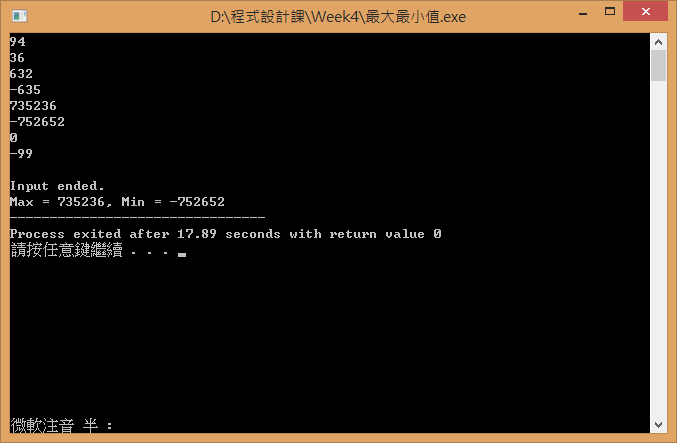 D:\程式設計課\Week4\最大最小值.exe
94
36
632
-635
735236
-752652
0
-99
Input ended.
Max = 735236, Min = -752652
--------------------------------
Process exited after 17.89 seconds with return value 0
請按任意鍵繼續 . . .
微軟注音 半 :